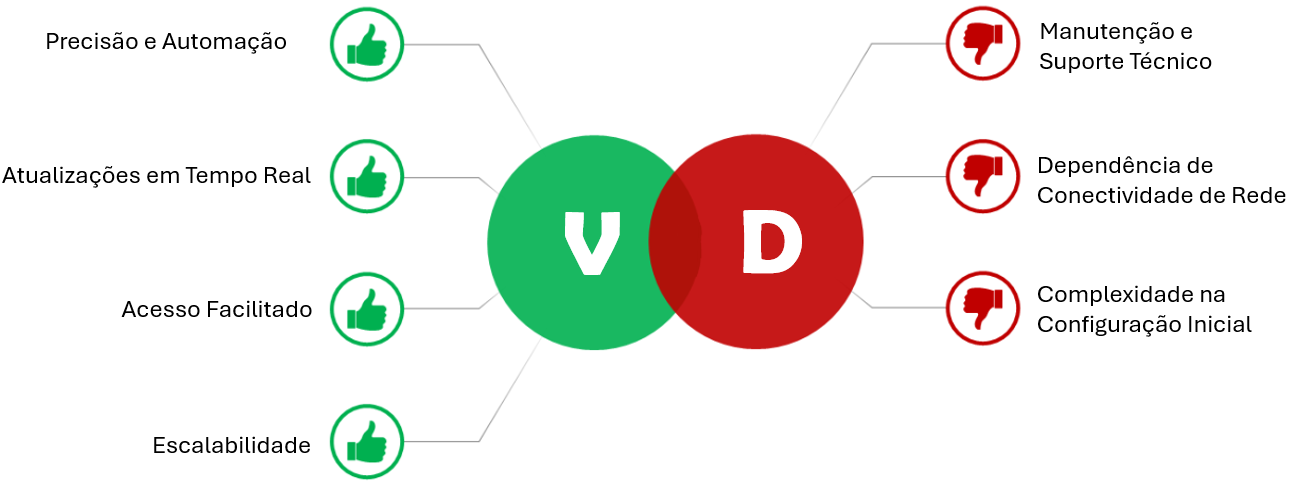 Precisão e Automação
Atualizações em Tempo Real
Acesso Facilitado
Escalabilidade
V
D
Manutenção e
Suporte Técnico
Dependência de
Conectividade de Rede
Complexidade na
Configuração Inicial